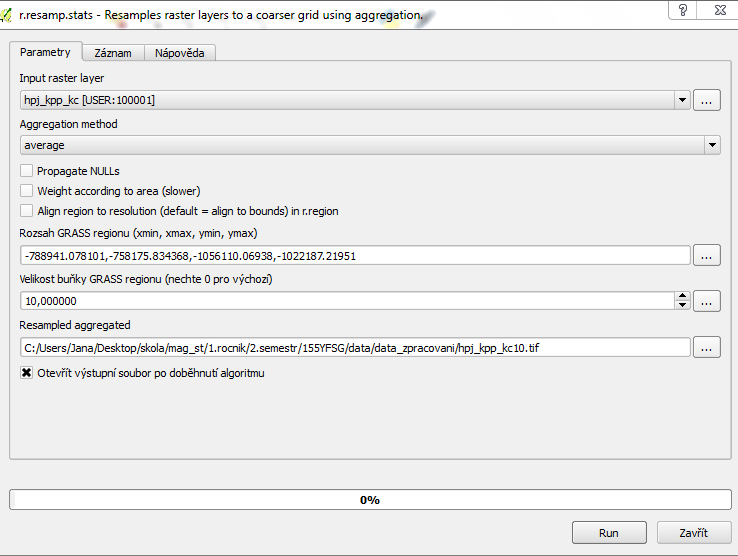 r.resamp.stats - Resamples raster layers to a coarser grid using aggregation.
Parametry Záznam Nápověda
Input raster layer
hpj_kpp_kc [USER:100001]
...
Aggregation method
average
Propagate NULLs
Weight according to area (slower)
Align region to resolution (default = align to bounds) in r.region
Rozsah GRASS regionu (xmin, xmax, ymin, ymax)
-788941.078101,-758175.834368,-1056110.06938,-1022187.21951
...
Velikost buňky GRASS regionu (nechte 0 pro výchozí)
10,000000
...
Resampled aggregated
C:/Users/Jana/Desktop/skola/mag_st/1.rocnik/2.semestr/155YFSG/data/data_zpracovani/hpj_kpp_kc10.tif
...
Otevřít výstupní soubor po doběhnutí algoritmu
0%
Run Zavřít